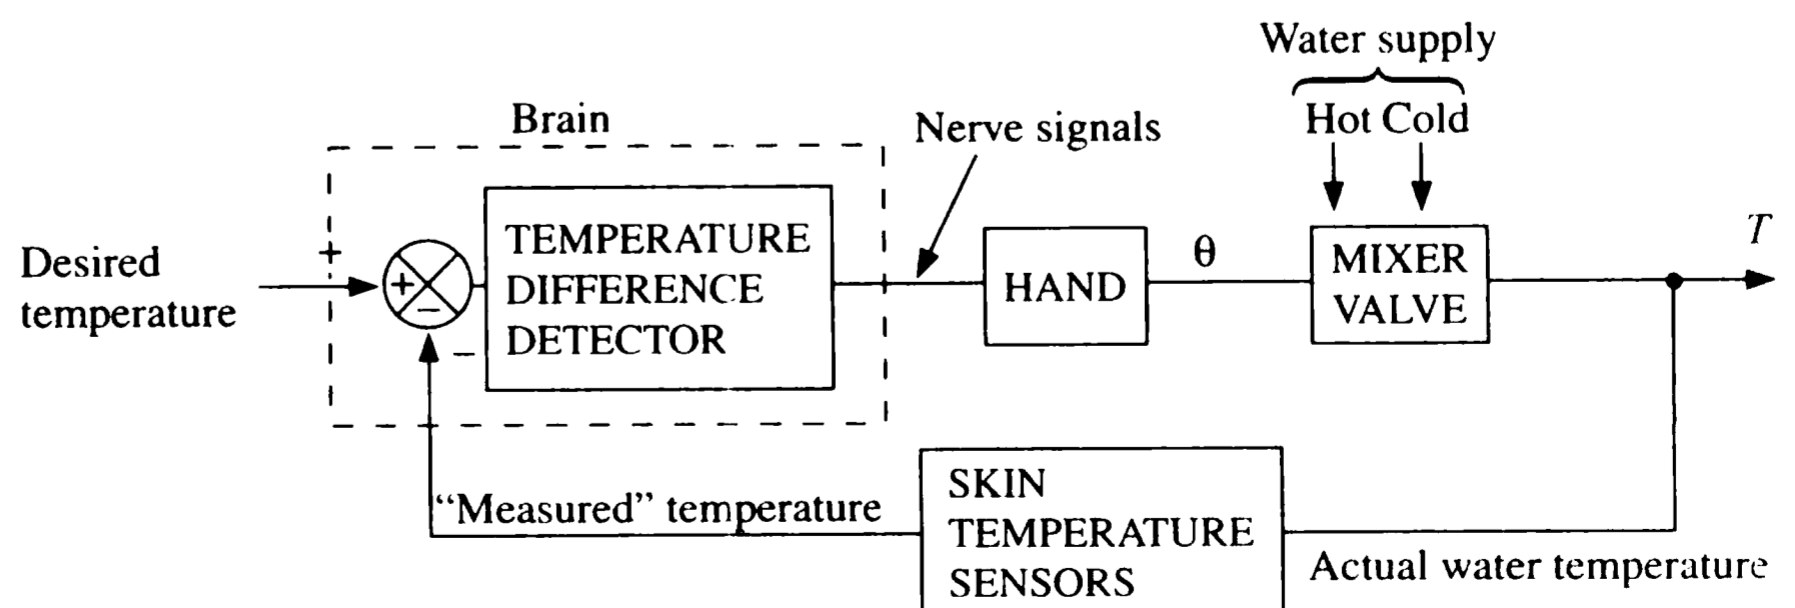 Water supply
Hot Cold
Brain
Nerve signals
Desired
temperature
+
+
−
−
TEMPERATURE
DIFFERENCE
DETECTOR
HAND
θ
MIXER
VALVE
T
"Measured" temperature
SKIN
TEMPERATURE
SENSORS
Actual water temperature